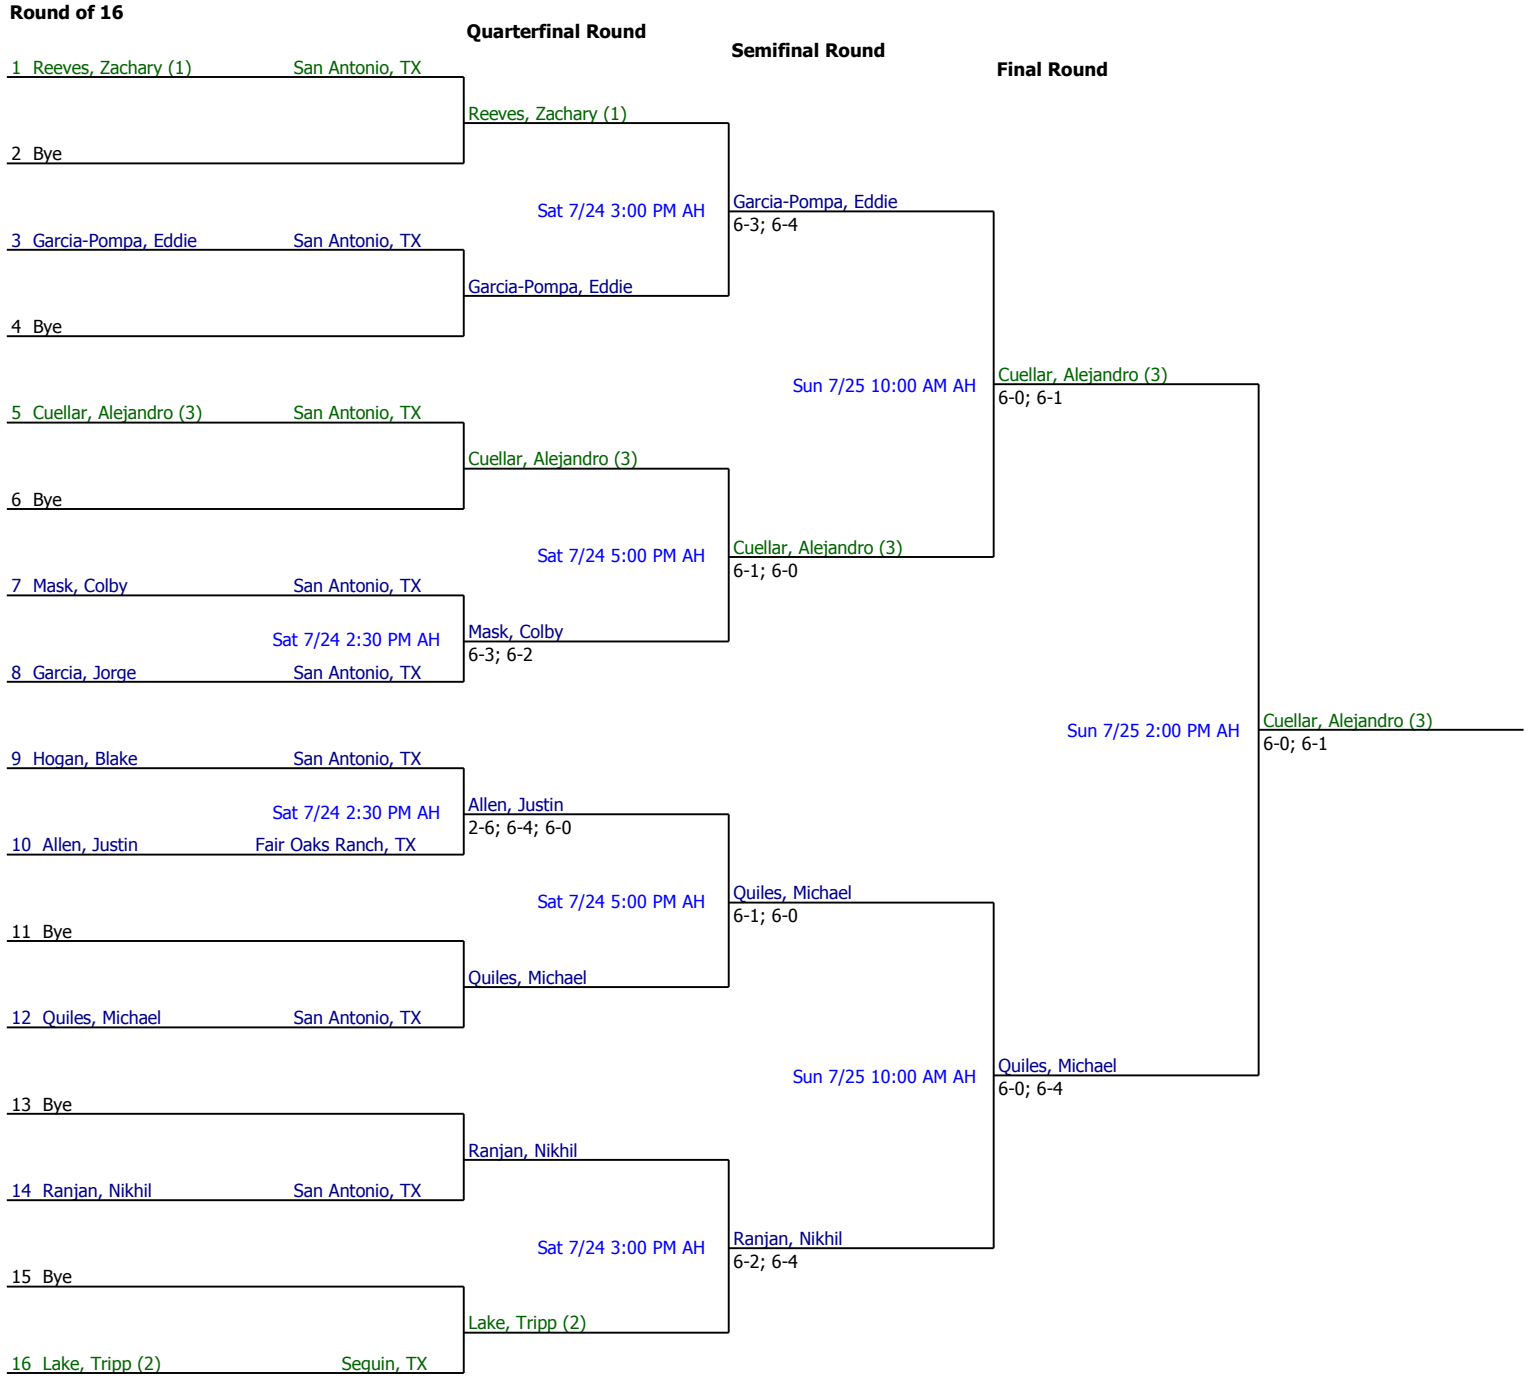 Round of 16
Quarterfinal Round
Semifinal Round
Final Round
1 Reeves, Zachary (1) San Antonio, TX
Reeves, Zachary (1)
2 Bye
Sat 7/24 3:00 PM AH
Garcia-Pompa, Eddie
6-3; 6-4
3 Garcia-Pompa, Eddie San Antonio, TX
Garcia-Pompa, Eddie
4 Bye
Sun 7/25 10:00 AM AH
Cuellar, Alejandro (3)
6-0; 6-1
5 Cuellar, Alejandro (3) San Antonio, TX
Cuellar, Alejandro (3)
6 Bye
Sat 7/24 5:00 PM AH
Cuellar, Alejandro (3)
6-1; 6-0
7 Mask, Colby San Antonio, TX
Sat 7/24 2:30 PM AH
Mask, Colby
6-3; 6-2
8 Garcia, Jorge San Antonio, TX
Sun 7/25 2:00 PM AH
Cuellar, Alejandro (3)
6-0; 6-1
9 Hogan, Blake San Antonio, TX
Sat 7/24 2:30 PM AH
Allen, Justin
2-6; 6-4; 6-0
10 Allen, Justin Fair Oaks Ranch, TX
Sat 7/24 5:00 PM AH
Quiles, Michael
6-1; 6-0
11 Bye
Quiles, Michael
12 Quiles, Michael San Antonio, TX
Sun 7/25 10:00 AM AH
Quiles, Michael
6-0; 6-4
13 Bye
Ranjan, Nikhil
14 Ranjan, Nikhil San Antonio, TX
Sat 7/24 3:00 PM AH
Ranjan, Nikhil
6-2; 6-4
15 Bye
Lake, Tripp (2)
16 Lake, Tripp (2) Seguin, TX